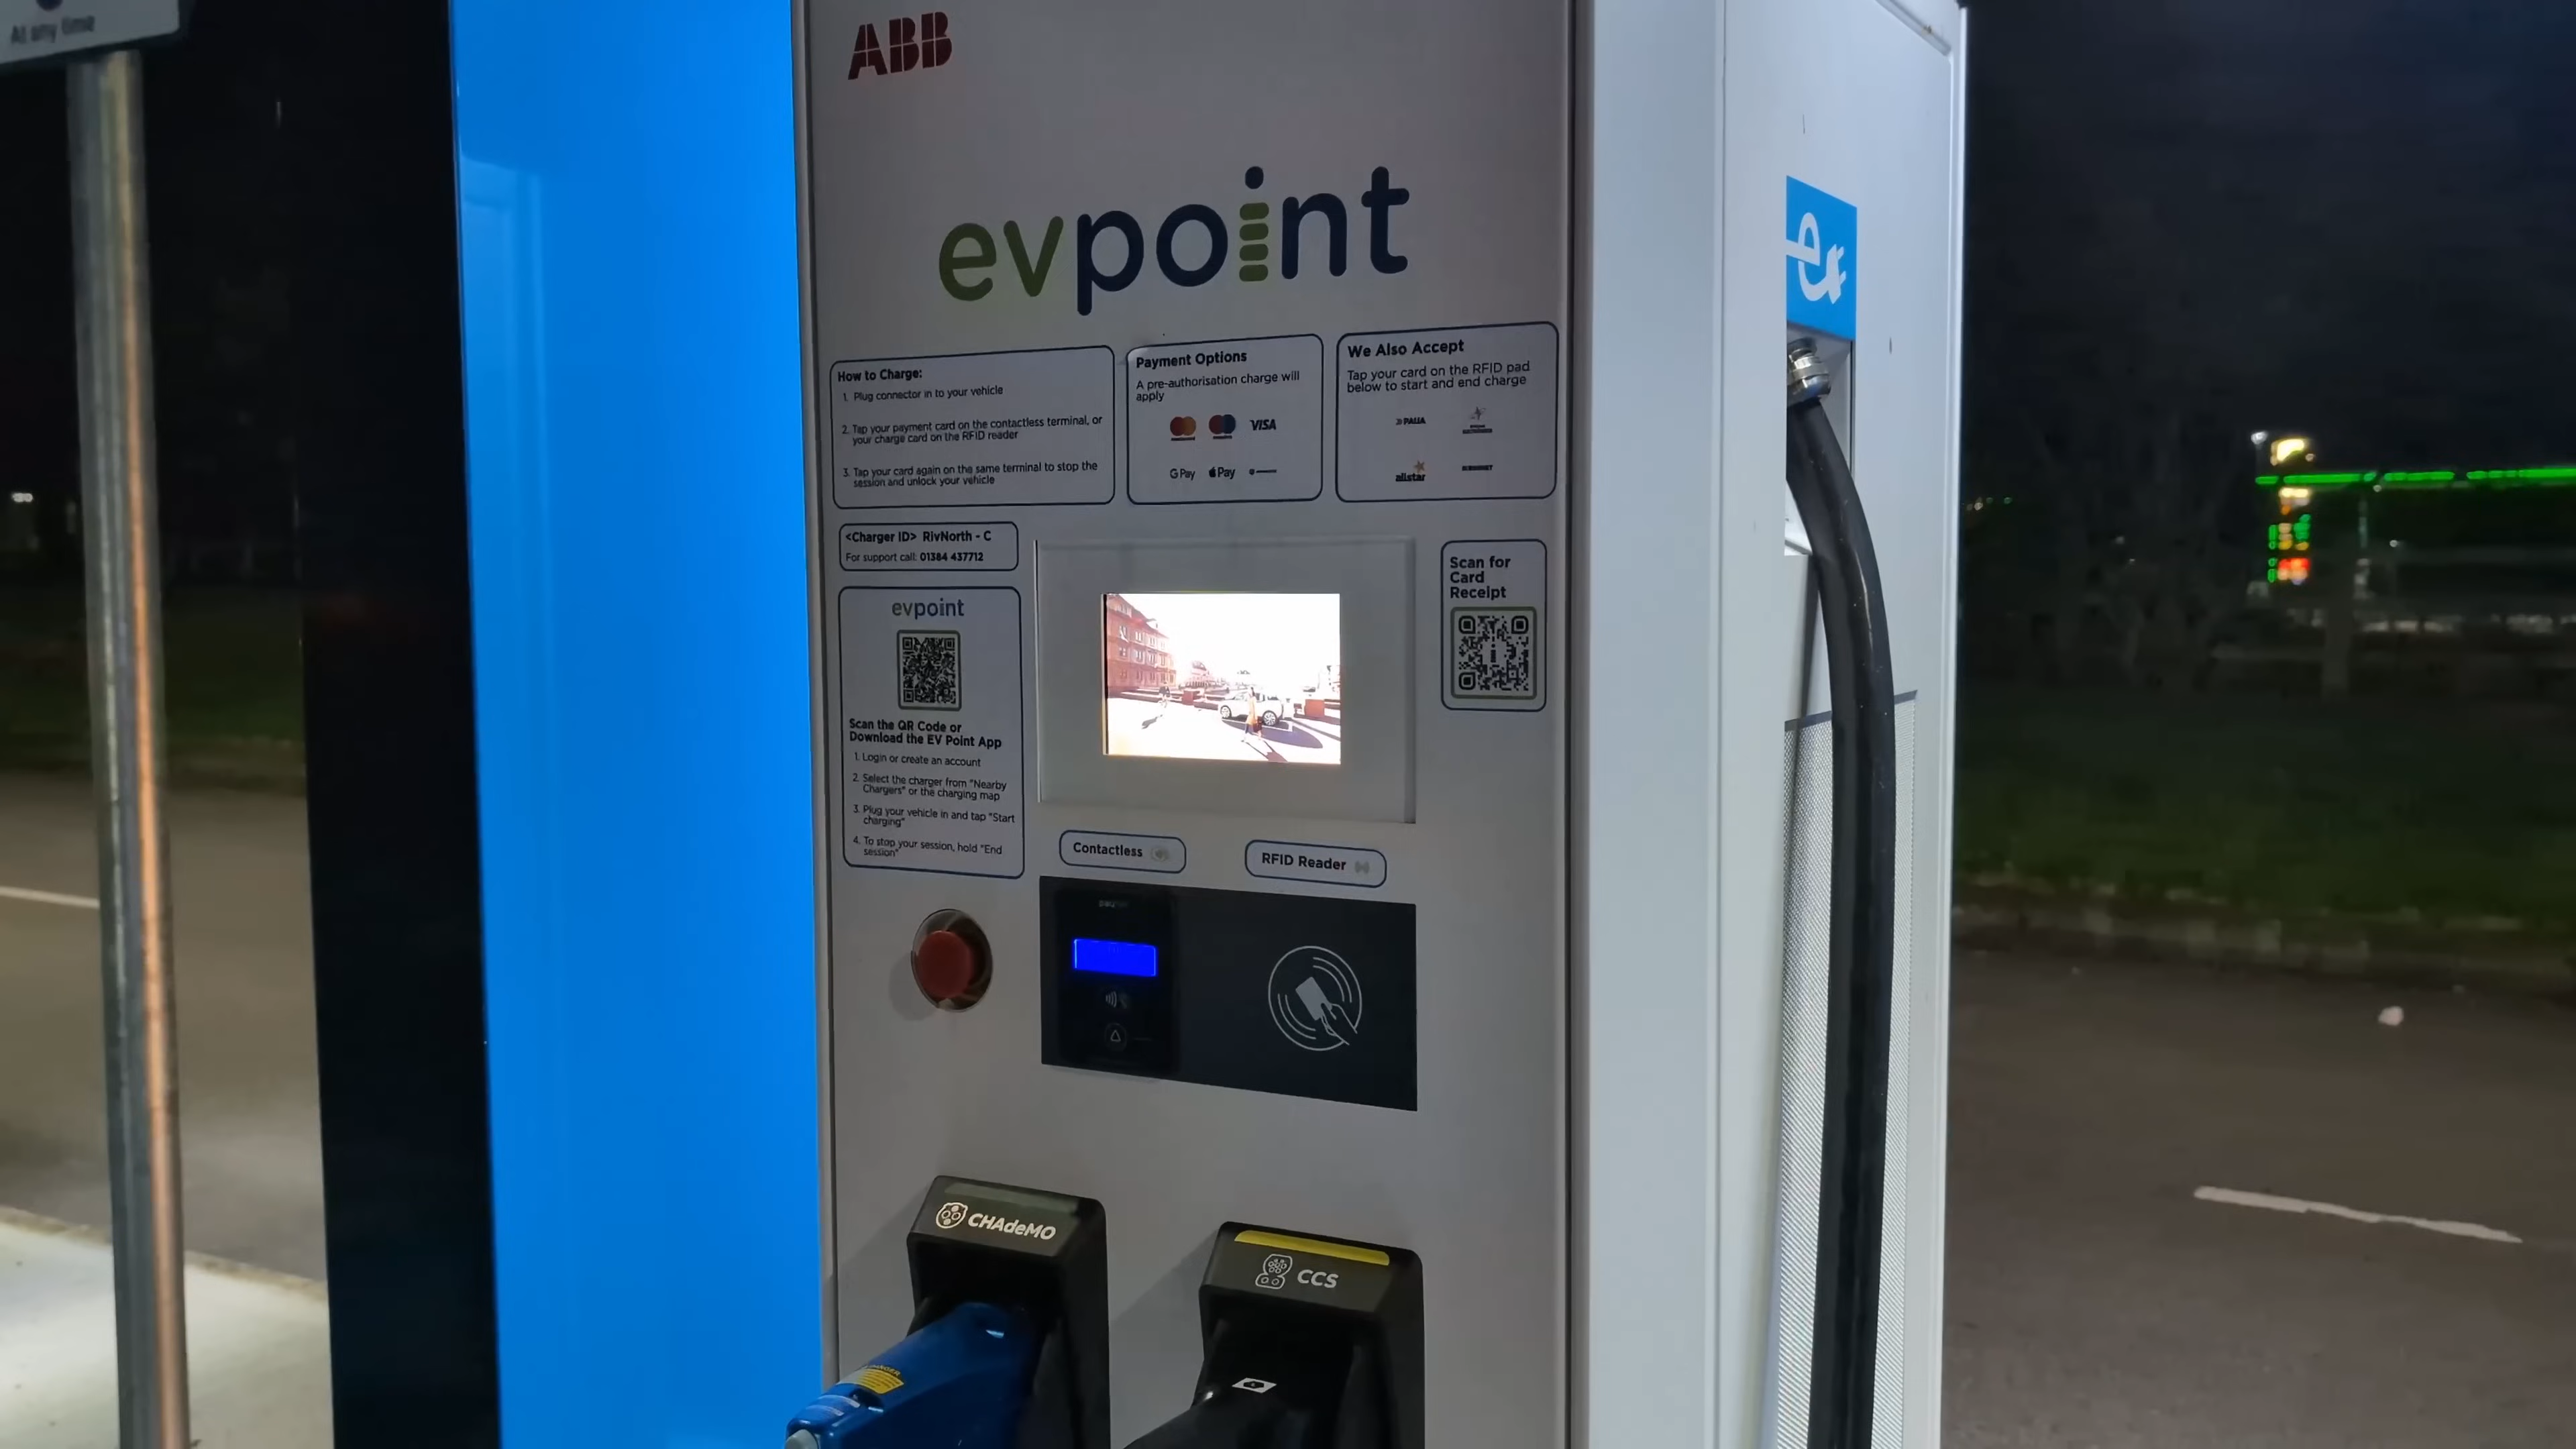 At any time
ABB
evpoint
How to Charge:
1. Plug connector in to your vehicle
2. Tap your payment card on the contactless terminal, or
your charge card on the RFID reader
3. Tap your card again on the same terminal to stop the
session and unlock your vehicle
Payment Options
A pre-authorisation charge will
apply
VISA
G Pay
Pay
We Also Accept
Tap your card on the RFID pad
below to start and end charge
PAUA
allstar
<Charger ID> RivNorth - C
For support call: 01384 437712
evpoint
Scan the QR Code or
Download the EV Point App
1. Login or create an account
2. Select the charger from "Nearby
Chargers" or the charging map
3. Plug your vehicle in and tap "Start
charging"
4. To stop your session, hold "End
session"
Scan for
Card
Receipt
Contactless
RFID Reader
CHAdeMO
CCS